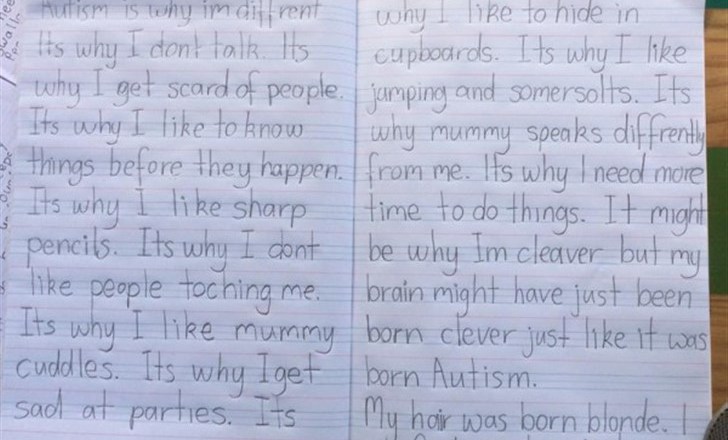 Autism is why im diffrent
Its why I dont talk. Its
why I get scard of people.
Its why I like to know
things before they happen.
Its why I like sharp
pencils. Its why I dont
like people toching me.
Its why I like mummy
cuddles. Its why I get
sad at parties. Its
why I like to hide in
cupboards. Its why I like
jumping and somersolts. Its
why mummy speaks diffrently
from me. Its why I need more
time to do things. It might
be why Im cleaver but my
brain might have just been
born clever just like it was
born Autism.
My hair was born blonde. I